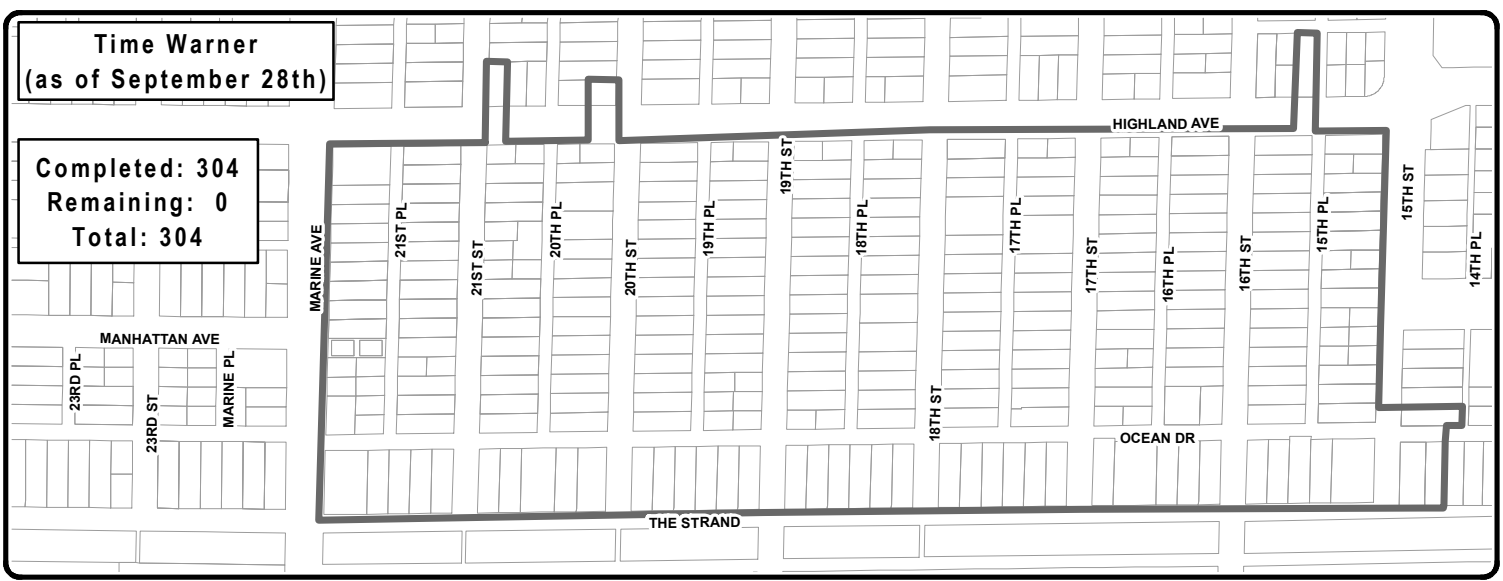 Time Warner
(as of September 28th)
Completed: 304
Remaining: 0
Total: 304
HIGHLAND AVE
MARINE AVE
21ST PL
21ST ST
20TH PL
20TH ST
19TH PL
19TH ST
18TH PL
18TH ST
17TH PL
17TH ST
16TH PL
16TH ST
15TH PL
15TH ST
14TH PL
MANHATTAN AVE
23RD PL
23RD ST
MARINE PL
OCEAN DR
THE STRAND